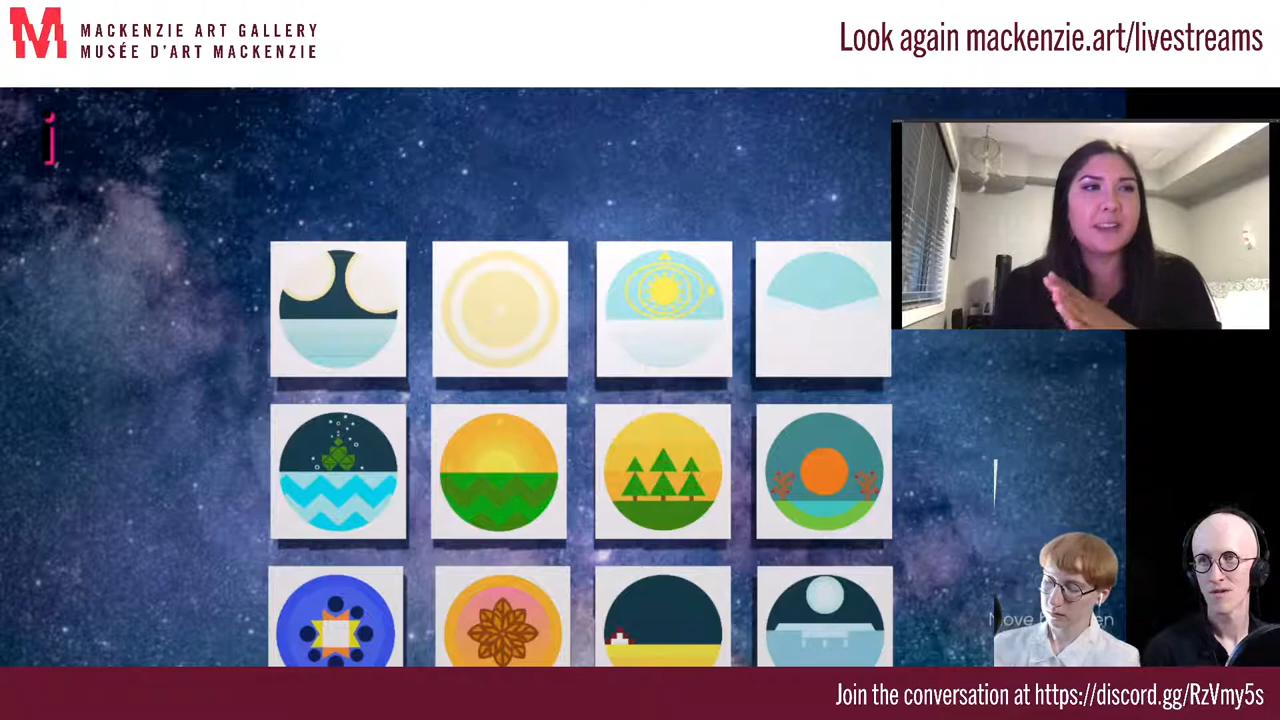 MACKENZIE ART GALLERY
MUSÉE D'ART MACKENZIE
Look again mackenzie.art/livestreams
j
Join the conversation at https://discord.gg/RzVmy5s